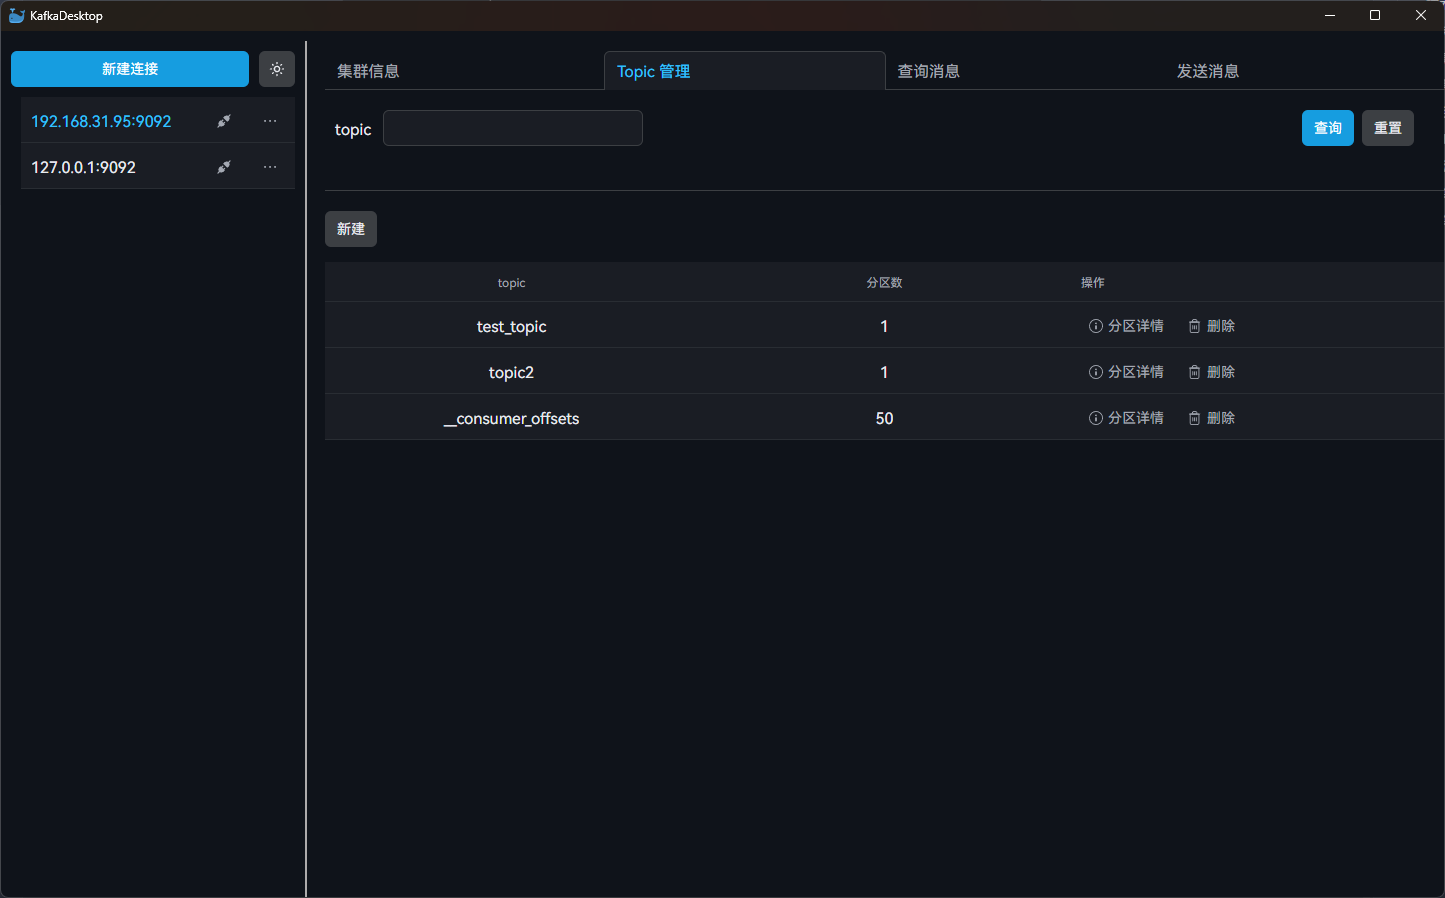 KafkaDesktop
新建连接
192.168.31.95:9092
127.0.0.1:9092
集群信息 Topic 管理 查询消息 发送消息
topic 查询 重置
新建
topic 分区数 操作
test_topic 1 分区详情 删除
topic2 1 分区详情 删除
__consumer_offsets 50 分区详情 删除